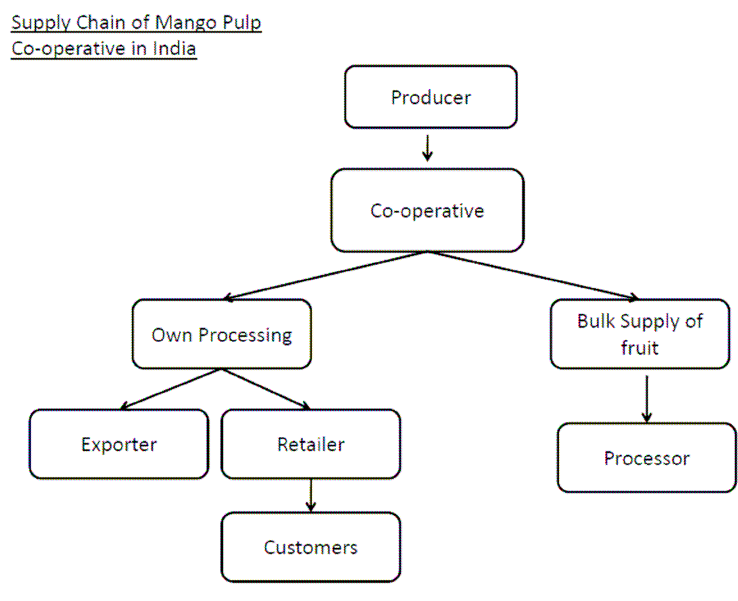 Supply Chain of Mango Pulp
Co-operative in India
Producer
Co-operative
Own Processing
Bulk Supply of
fruit
Exporter
Retailer
Processor
Customers